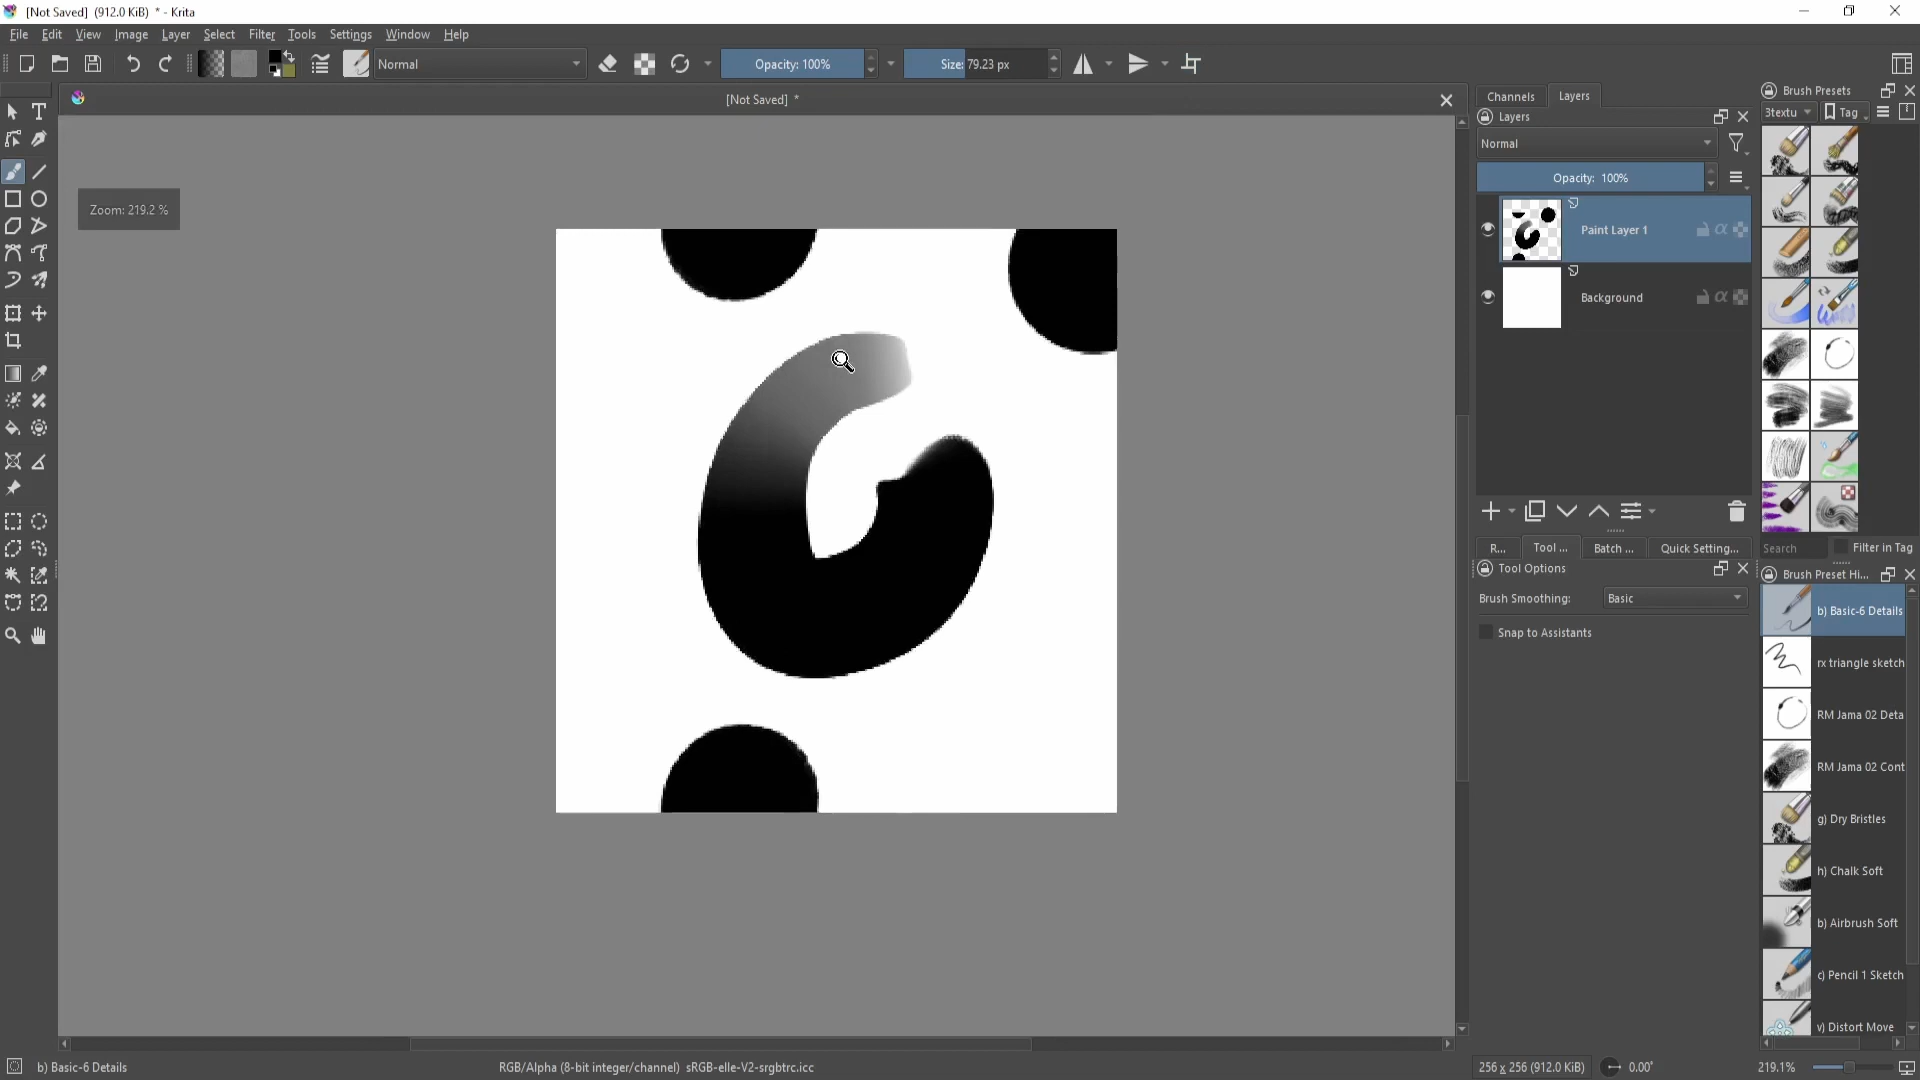 [Not Saved] (912.0 KiB) * - Krita
File Edit View Image Layer Select Filter Tools Settings Window Help
Normal
Opacity: 100%
Size: 79.23 px
[Not Saved] *
Zoom: 219.2 %
Channels Layers
Layers
Normal
Opacity: 100%
Paint Layer 1
Background
R... Tool ... Batch ... Quick Setting...
Tool Options
Brush Smoothing: Basic
Snap to Assistants
Brush Presets
3textu Tag
Search Filter in Tag
Brush Preset Hi...
b) Basic-6 Details
rx triangle sketch
RM Jama 02 Deta
RM Jama 02 Cont
g) Dry Bristles
h) Chalk Soft
b) Airbrush Soft
c) Pencil 1 Sketch
v) Distort Move
b) Basic-6 Details
RGB/Alpha (8-bit integer/channel) sRGB-elle-V2-srgbtrc.icc
256 x 256 (912.0 KiB)
0.00°
219.1%